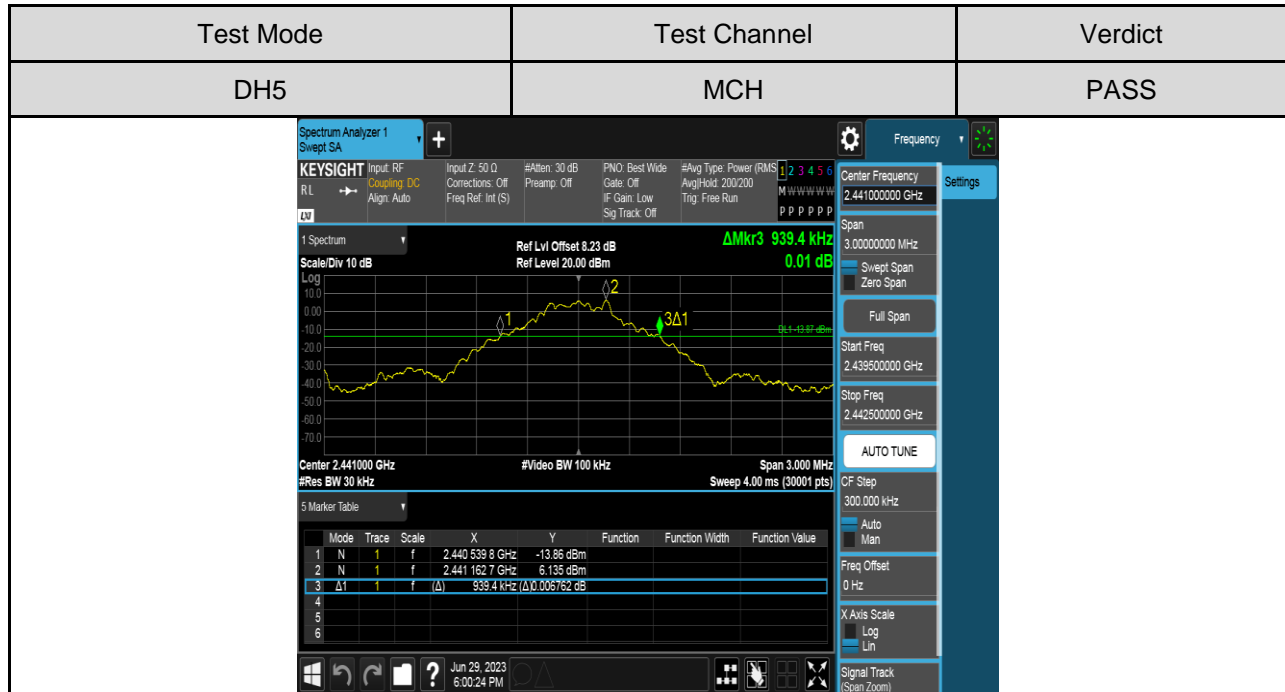 Test Mode Test Channel Verdict
DH5 MCH PASS
Spectrum Analyzer 1
Swept SA
+
Frequency
Settings
KEYSIGHT
RL
LXI
Input: RF
Coupling: DC
Align: Auto
Input Z: 50 Ω
Corrections: Off
Freq Ref: Int (S)
#Atten: 30 dB
Preamp: Off
PNO: Best Wide
Gate: Off
IF Gain: Low
Sig Track: Off
#Avg Type: Power (RMS
Avg|Hold: 200/200
Trig: Free Run
1 2 3 4 5 6
M W W W W W
P P P P P P
1 Spectrum
Scale/Div 10 dB
Ref Lvl Offset 8.23 dB
Ref Level 20.00 dBm
ΔMkr3 939.4 kHz
0.01 dB
Log
10.0
0.00
-10.0
-20.0
-30.0
-40.0
-50.0
-60.0
-70.0
1
2
3Δ1
DL1 -13.87 dBm
Center 2.441000 GHz #Video BW 100 kHz Span 3.000 MHz
#Res BW 30 kHz Sweep 4.00 ms (30001 pts)
5 Marker Table
Mode Trace Scale X Y Function Function Width Function Value
1 N 1 f 2.440 539 8 GHz -13.86 dBm
2 N 1 f 2.441 162 7 GHz 6.135 dBm
3 Δ1 1 f (Δ) 939.4 kHz (Δ)0.006762 dB
4
5
6
Center Frequency
2.441000000 GHz
Span
3.00000000 MHz
Swept Span
Zero Span
Full Span
Start Freq
2.439500000 GHz
Stop Freq
2.442500000 GHz
AUTO TUNE
CF Step
300.000 kHz
Auto
Man
Freq Offset
0 Hz
X Axis Scale
Log
Lin
Signal Track
(Span Zoom)
?
Jun 29, 2023
6:00:24 PM